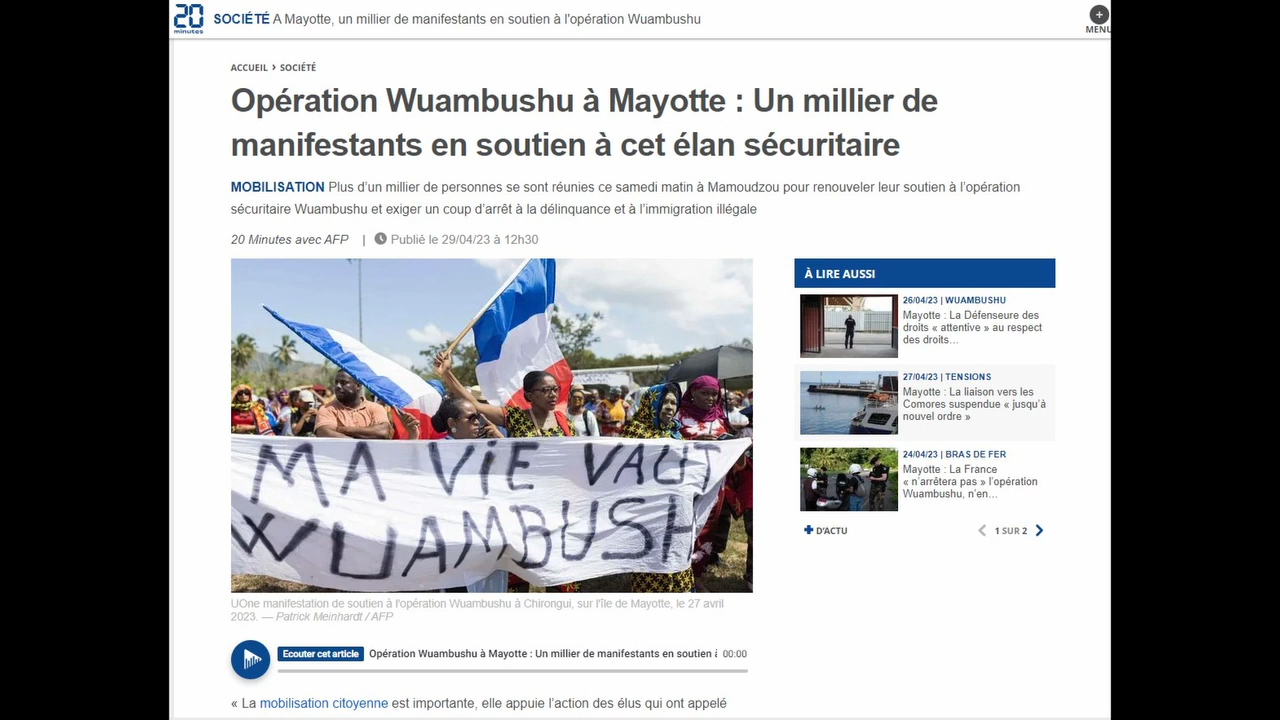 20
minutes
SOCIÉTÉ A Mayotte, un millier de manifestants en soutien à l'opération Wuambushu
+
MENU
ACCUEIL › SOCIÉTÉ
Opération Wuambushu à Mayotte : Un millier de
manifestants en soutien à cet élan sécuritaire
MOBILISATION Plus d’un millier de personnes se sont réunies ce samedi matin à Mamoudzou pour renouveler leur soutien à l’opération
sécuritaire Wuambushu et exiger un coup d’arrêt à la délinquance et à l’immigration illégale
20 Minutes avec AFP | Publié le 29/04/23 à 12h30
MA VIE VAUT
WUAMBUSH
UOne manifestation de soutien à l'opération Wuambushu à Chirongui, sur l'île de Mayotte, le 27 avril
2023. — Patrick Meinhardt / AFP
Ecouter cet article Opération Wuambushu à Mayotte : Un millier de manifestants en soutien à 00:00
« La mobilisation citoyenne est importante, elle appuie l’action des élus qui ont appelé
À LIRE AUSSI
26/04/23 | WUAMBUSHU
Mayotte : La Défenseure des
droits « attentive » au respect
des droits…
27/04/23 | TENSIONS
Mayotte : La liaison vers les
Comores suspendue « jusqu’à
nouvel ordre »
24/04/23 | BRAS DE FER
Mayotte : La France
« n’arrêtera pas » l’opération
Wuambushu, n’en…
+ D'ACTU
1 SUR 2